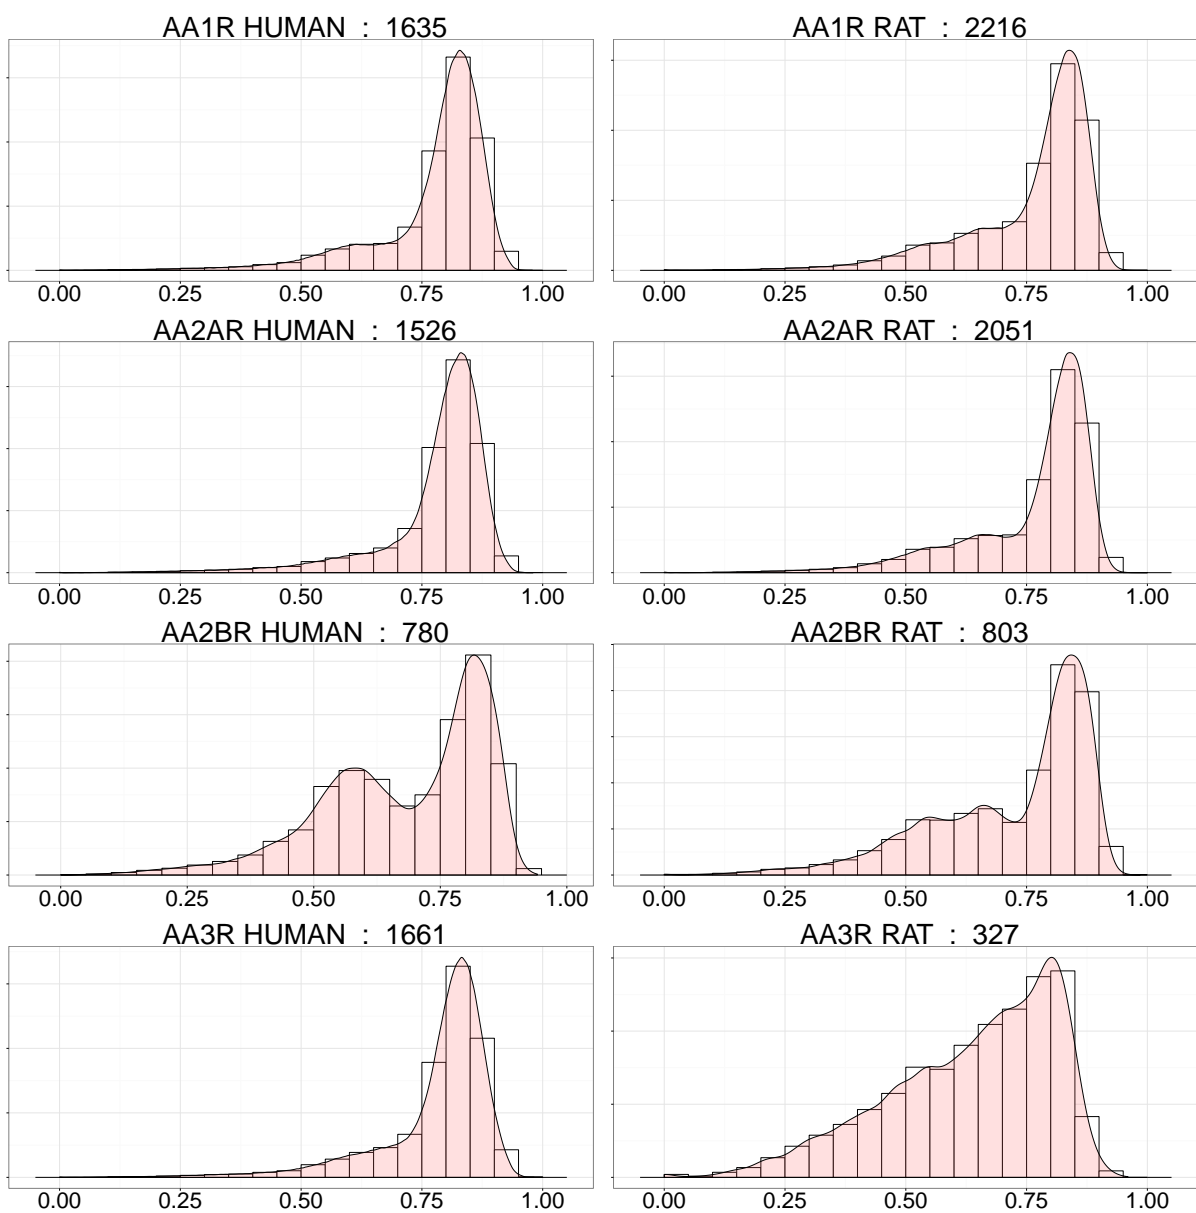 AA1R HUMAN : 1635
AA1R RAT : 2216
0.00 0.25 0.50 0.75 1.00
0.00 0.25 0.50 0.75 1.00
AA2AR HUMAN : 1526
AA2AR RAT : 2051
0.00 0.25 0.50 0.75 1.00
0.00 0.25 0.50 0.75 1.00
AA2BR HUMAN : 780
AA2BR RAT : 803
0.00 0.25 0.50 0.75 1.00
0.00 0.25 0.50 0.75 1.00
AA3R HUMAN : 1661
AA3R RAT : 327
0.00 0.25 0.50 0.75 1.00
0.00 0.25 0.50 0.75 1.00